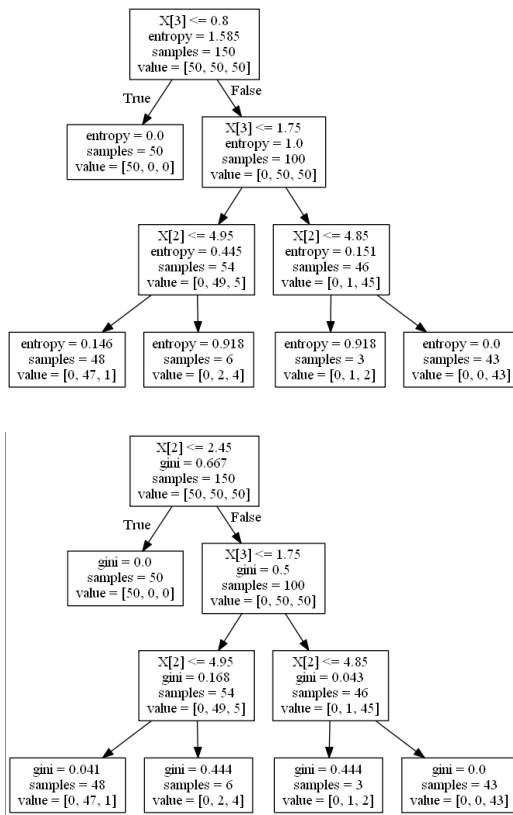 X[3] <= 0.8
entropy = 1.585
samples = 150
value = [50, 50, 50]
True
False
entropy = 0.0
samples = 50
value = [50, 0, 0]
X[3] <= 1.75
entropy = 1.0
samples = 100
value = [0, 50, 50]
X[2] <= 4.95
entropy = 0.445
samples = 54
value = [0, 49, 5]
X[2] <= 4.85
entropy = 0.151
samples = 46
value = [0, 1, 45]
entropy = 0.146
samples = 48
value = [0, 47, 1]
entropy = 0.918
samples = 6
value = [0, 2, 4]
entropy = 0.918
samples = 3
value = [0, 1, 2]
entropy = 0.0
samples = 43
value = [0, 0, 43]
X[2] <= 2.45
gini = 0.667
samples = 150
value = [50, 50, 50]
True
False
gini = 0.0
samples = 50
value = [50, 0, 0]
X[3] <= 1.75
gini = 0.5
samples = 100
value = [0, 50, 50]
X[2] <= 4.95
gini = 0.168
samples = 54
value = [0, 49, 5]
X[2] <= 4.85
gini = 0.043
samples = 46
value = [0, 1, 45]
gini = 0.041
samples = 48
value = [0, 47, 1]
gini = 0.444
samples = 6
value = [0, 2, 4]
gini = 0.444
samples = 3
value = [0, 1, 2]
gini = 0.0
samples = 43
value = [0, 0, 43]